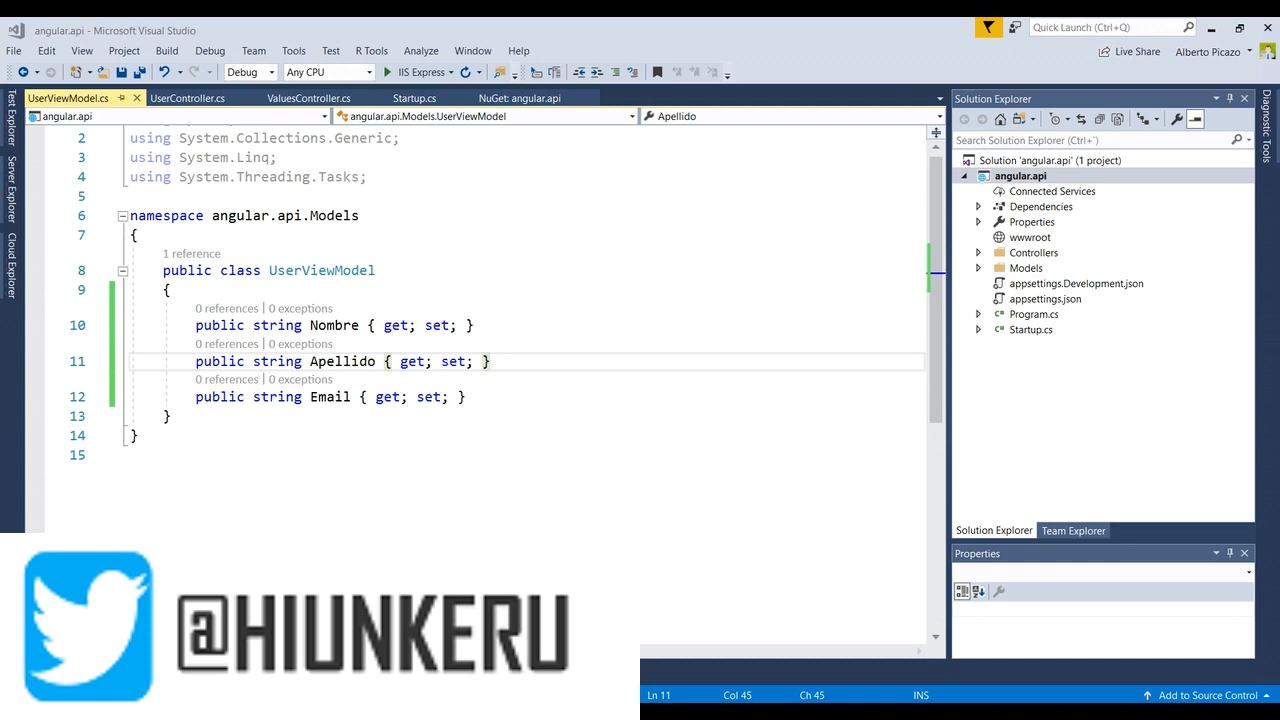 angular.api - Microsoft Visual Studio
Quick Launch (Ctrl+Q)
File Edit View Project Build Debug Team Tools Test R Tools Analyze Window Help
Live Share
Alberto Picazo
Debug
Any CPU
IIS Express
Test Explorer
Server Explorer
Cloud Explorer
UserViewModel.cs
UserController.cs
ValuesController.cs
Startup.cs
NuGet: angular.api
angular.api
angular.api.Models.UserViewModel
Apellido
2 using System.Collections.Generic;
3 using System.Linq;
4 using System.Threading.Tasks;
5
6 namespace angular.api.Models
7 {
1 reference
8 public class UserViewModel
9 {
0 references | 0 exceptions
10 public string Nombre { get; set; }
0 references | 0 exceptions
11 public string Apellido { get; set; }
0 references | 0 exceptions
12 public string Email { get; set; }
13 }
14 }
15
Solution Explorer
Search Solution Explorer (Ctrl+´)
Solution 'angular.api' (1 project)
angular.api
Connected Services
Dependencies
Properties
wwwroot
Controllers
Models
appsettings.Development.json
appsettings.json
Program.cs
Startup.cs
Solution Explorer
Team Explorer
Properties
Diagnostic Tools
@HIUNKERU
Ln 11 Col 45 Ch 45 INS
Add to Source Control